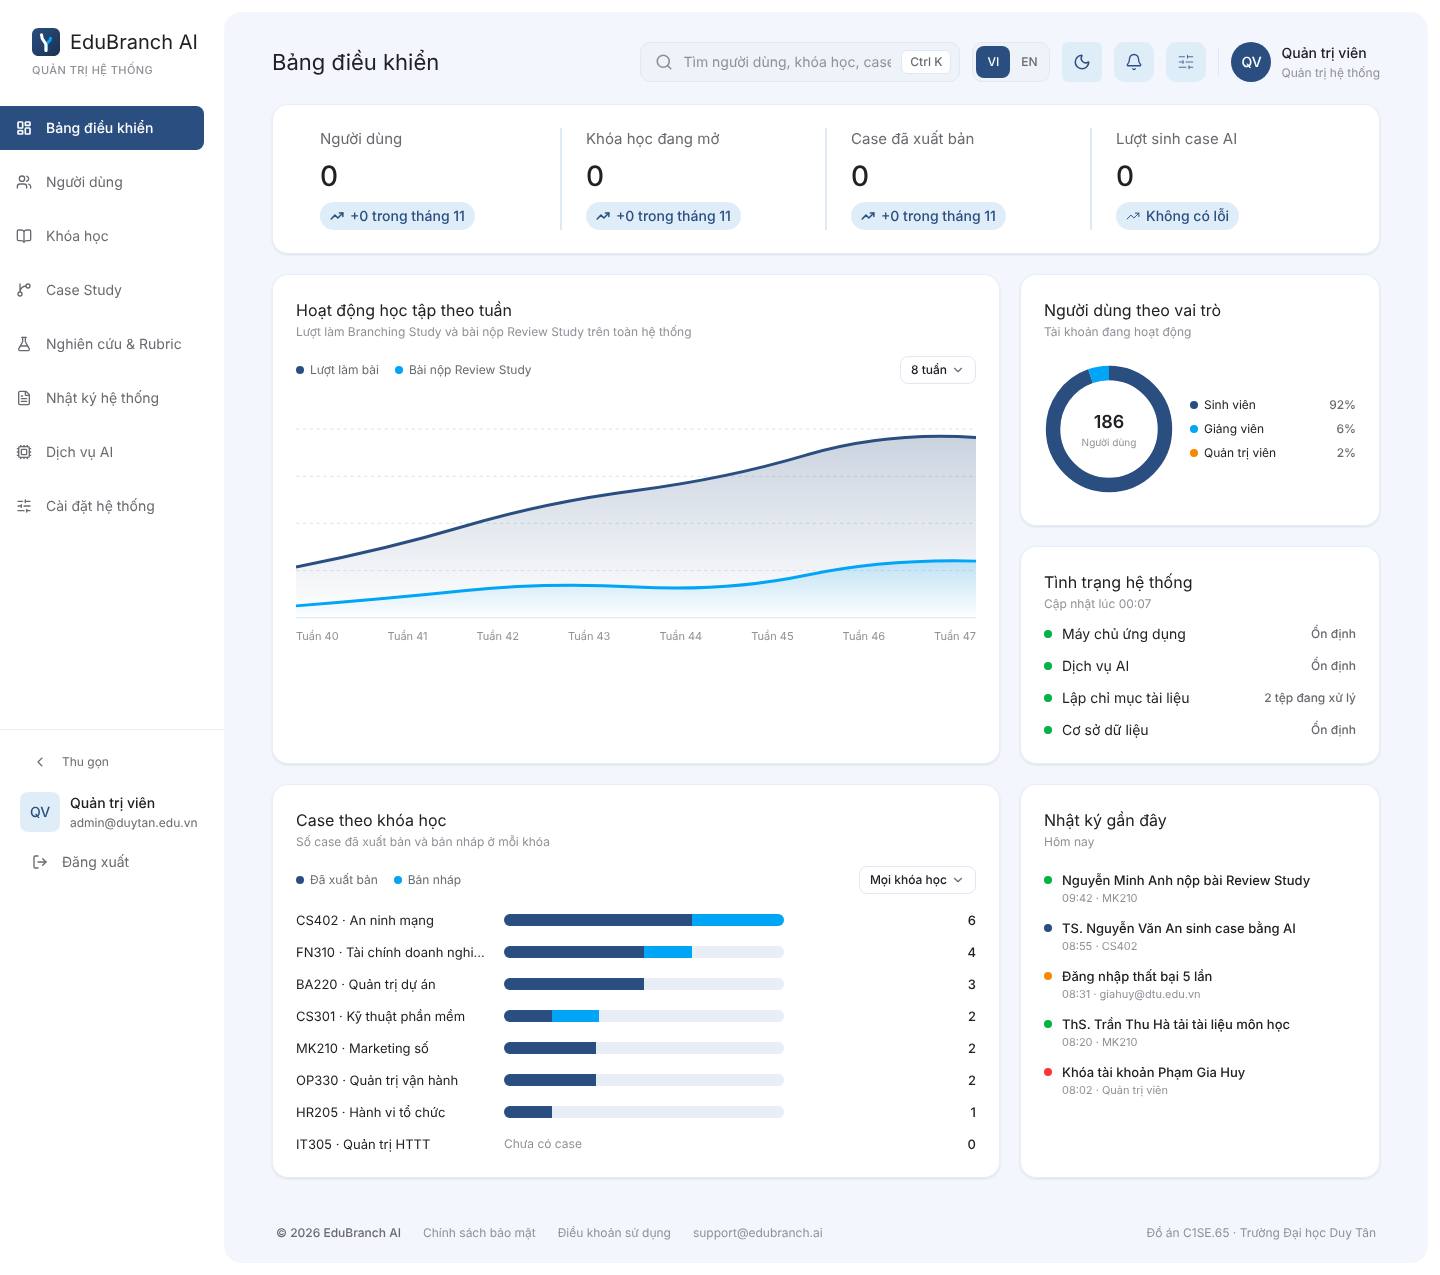 EduBranch AI
QUẢN TRỊ HỆ THỐNG
Bảng điều khiển
Người dùng
Khóa học
Case Study
Nghiên cứu & Rubric
Nhật ký hệ thống
Dịch vụ AI
Cài đặt hệ thống
Thu gọn
QV
Quản trị viên
admin@duytan.edu.vn
Đăng xuất
Bảng điều khiển
Tìm người dùng, khóa học, case
Ctrl K
VI
EN
QV
Quản trị viên
Quản trị hệ thống
Người dùng
0
+0 trong tháng 11
Khóa học đang mở
0
+0 trong tháng 11
Case đã xuất bản
0
+0 trong tháng 11
Lượt sinh case AI
0
Không có lỗi
Hoạt động học tập theo tuần
Lượt làm Branching Study và bài nộp Review Study trên toàn hệ thống
Lượt làm bài
Bài nộp Review Study
8 tuần
Tuần 40
Tuần 41
Tuần 42
Tuần 43
Tuần 44
Tuần 45
Tuần 46
Tuần 47
Người dùng theo vai trò
Tài khoản đang hoạt động
186
Người dùng
Sinh viên 92%
Giảng viên 6%
Quản trị viên 2%
Tình trạng hệ thống
Cập nhật lúc 00:07
Máy chủ ứng dụng Ổn định
Dịch vụ AI Ổn định
Lập chỉ mục tài liệu 2 tệp đang xử lý
Cơ sở dữ liệu Ổn định
Case theo khóa học
Số case đã xuất bản và bản nháp ở mỗi khóa
Đã xuất bản
Bản nháp
Mọi khóa học
CS402 · An ninh mạng 6
FN310 · Tài chính doanh nghi... 4
BA220 · Quản trị dự án 3
CS301 · Kỹ thuật phần mềm 2
MK210 · Marketing số 2
OP330 · Quản trị vận hành 2
HR205 · Hành vi tổ chức 1
IT305 · Quản trị HTTT Chưa có case 0
Nhật ký gần đây
Hôm nay
Nguyễn Minh Anh nộp bài Review Study
09:42 · MK210
TS. Nguyễn Văn An sinh case bằng AI
08:55 · CS402
Đăng nhập thất bại 5 lần
08:31 · giahuy@dtu.edu.vn
ThS. Trần Thu Hà tải tài liệu môn học
08:20 · MK210
Khóa tài khoản Phạm Gia Huy
08:02 · Quản trị viên
© 2026 EduBranch AI
Chính sách bảo mật
Điều khoản sử dụng
support@edubranch.ai
Đồ án C1SE.65 · Trường Đại học Duy Tân